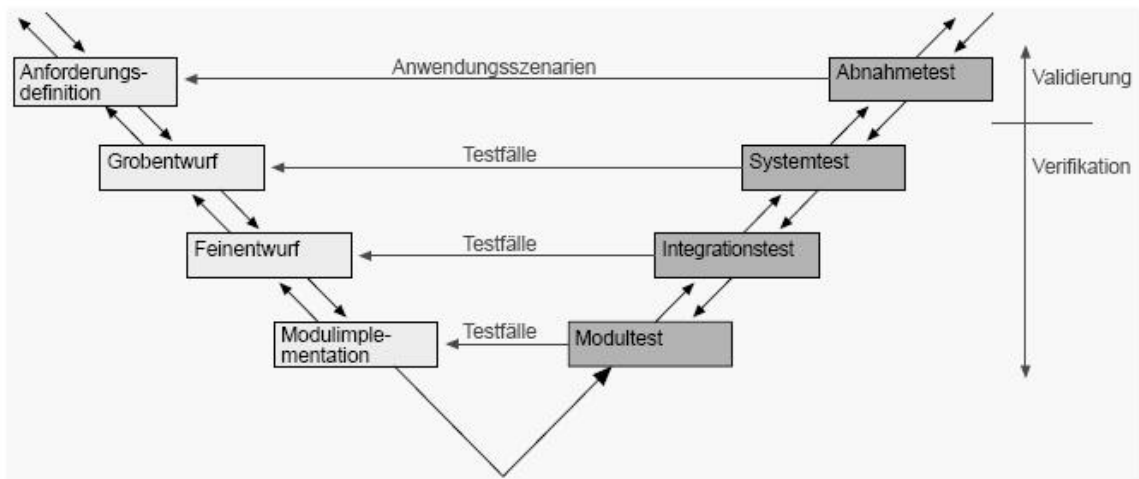 Anforderungs-
definition
Anwendungsszenarien
Abnahmetest
Validierung
Grobentwurf
Testfälle
Systemtest
Verifikation
Feinentwurf
Testfälle
Integrationstest
Modulimple-
mentation
Testfälle
Modultest